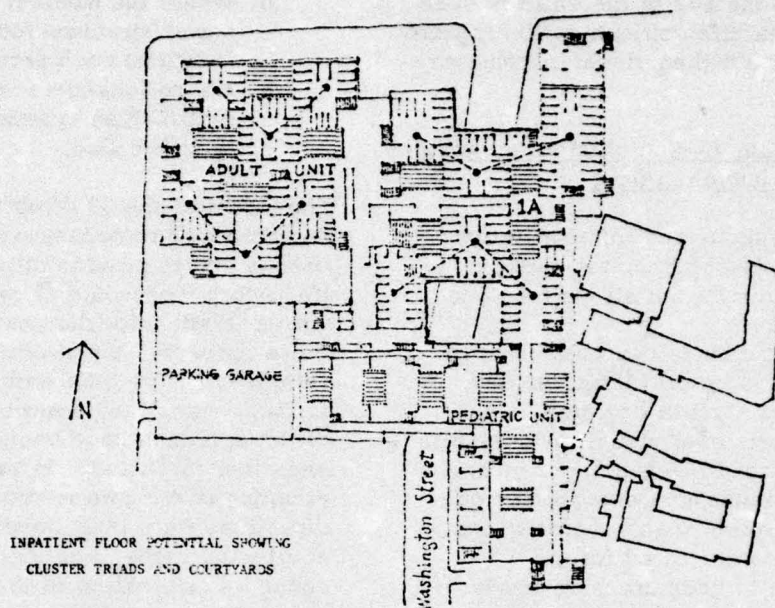 ADULT UNIT
1A
PARKING GARAGE
N
PEDIATRIC UNIT
Washington Street
INPATIENT FLOOR POTENTIAL SHOWING
CLUSTER TRIADS AND COURTYARDS